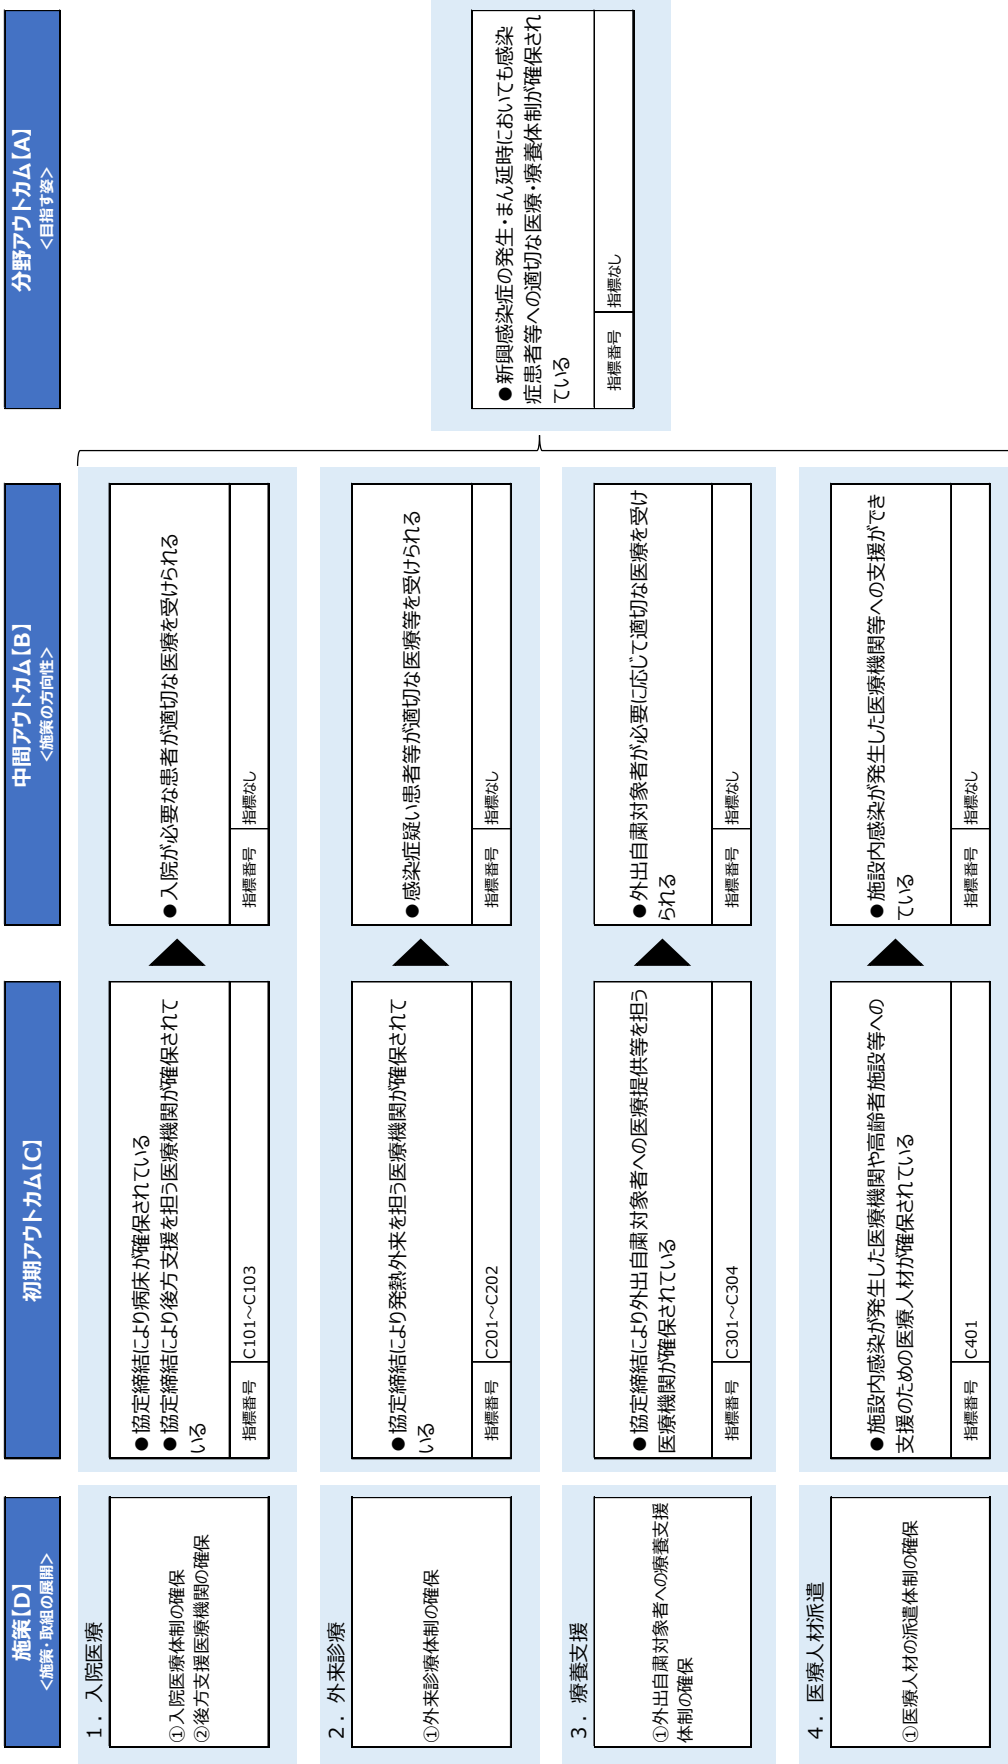 施策【D】
<施策・取組の展開>
初期アウトカム【C】
中間アウトカム【B】
<施策の方向性>
分野アウトカム【A】
<目指す姿>
1．入院医療
①入院医療体制の確保
②後方支援医療機関の確保
●協定締結により病床が確保されている
●協定締結により後方支援を担う医療機関が確保されて
いる
指標番号 C101～C103
●入院が必要な患者が適切な医療を受けられる
指標番号 指標なし
2．外来診療
①外来診療体制の確保
●協定締結により発熱外来を担う医療機関が確保されて
いる
指標番号 C201～C202
●感染症疑い患者等が適切な医療等を受けられる
指標番号 指標なし
3．療養支援
①外出自粛対象者への療養支援
体制の確保
●協定締結により外出自粛対象者への医療提供等を担う
医療機関が確保されている
指標番号 C301～C304
●外出自粛対象者が必要に応じて適切な医療を受け
られる
指標番号 指標なし
4．医療人材派遣
①医療人材の派遣体制の確保
●施設内感染が発生した医療機関や高齢者施設等への
支援のための医療人材が確保されている
指標番号 C401
●施設内感染が発生した医療機関等への支援ができ
ている
指標番号 指標なし
●新興感染症の発生・まん延時においても感染
症患者等への適切な医療・療養体制が確保され
ている
指標番号 指標なし